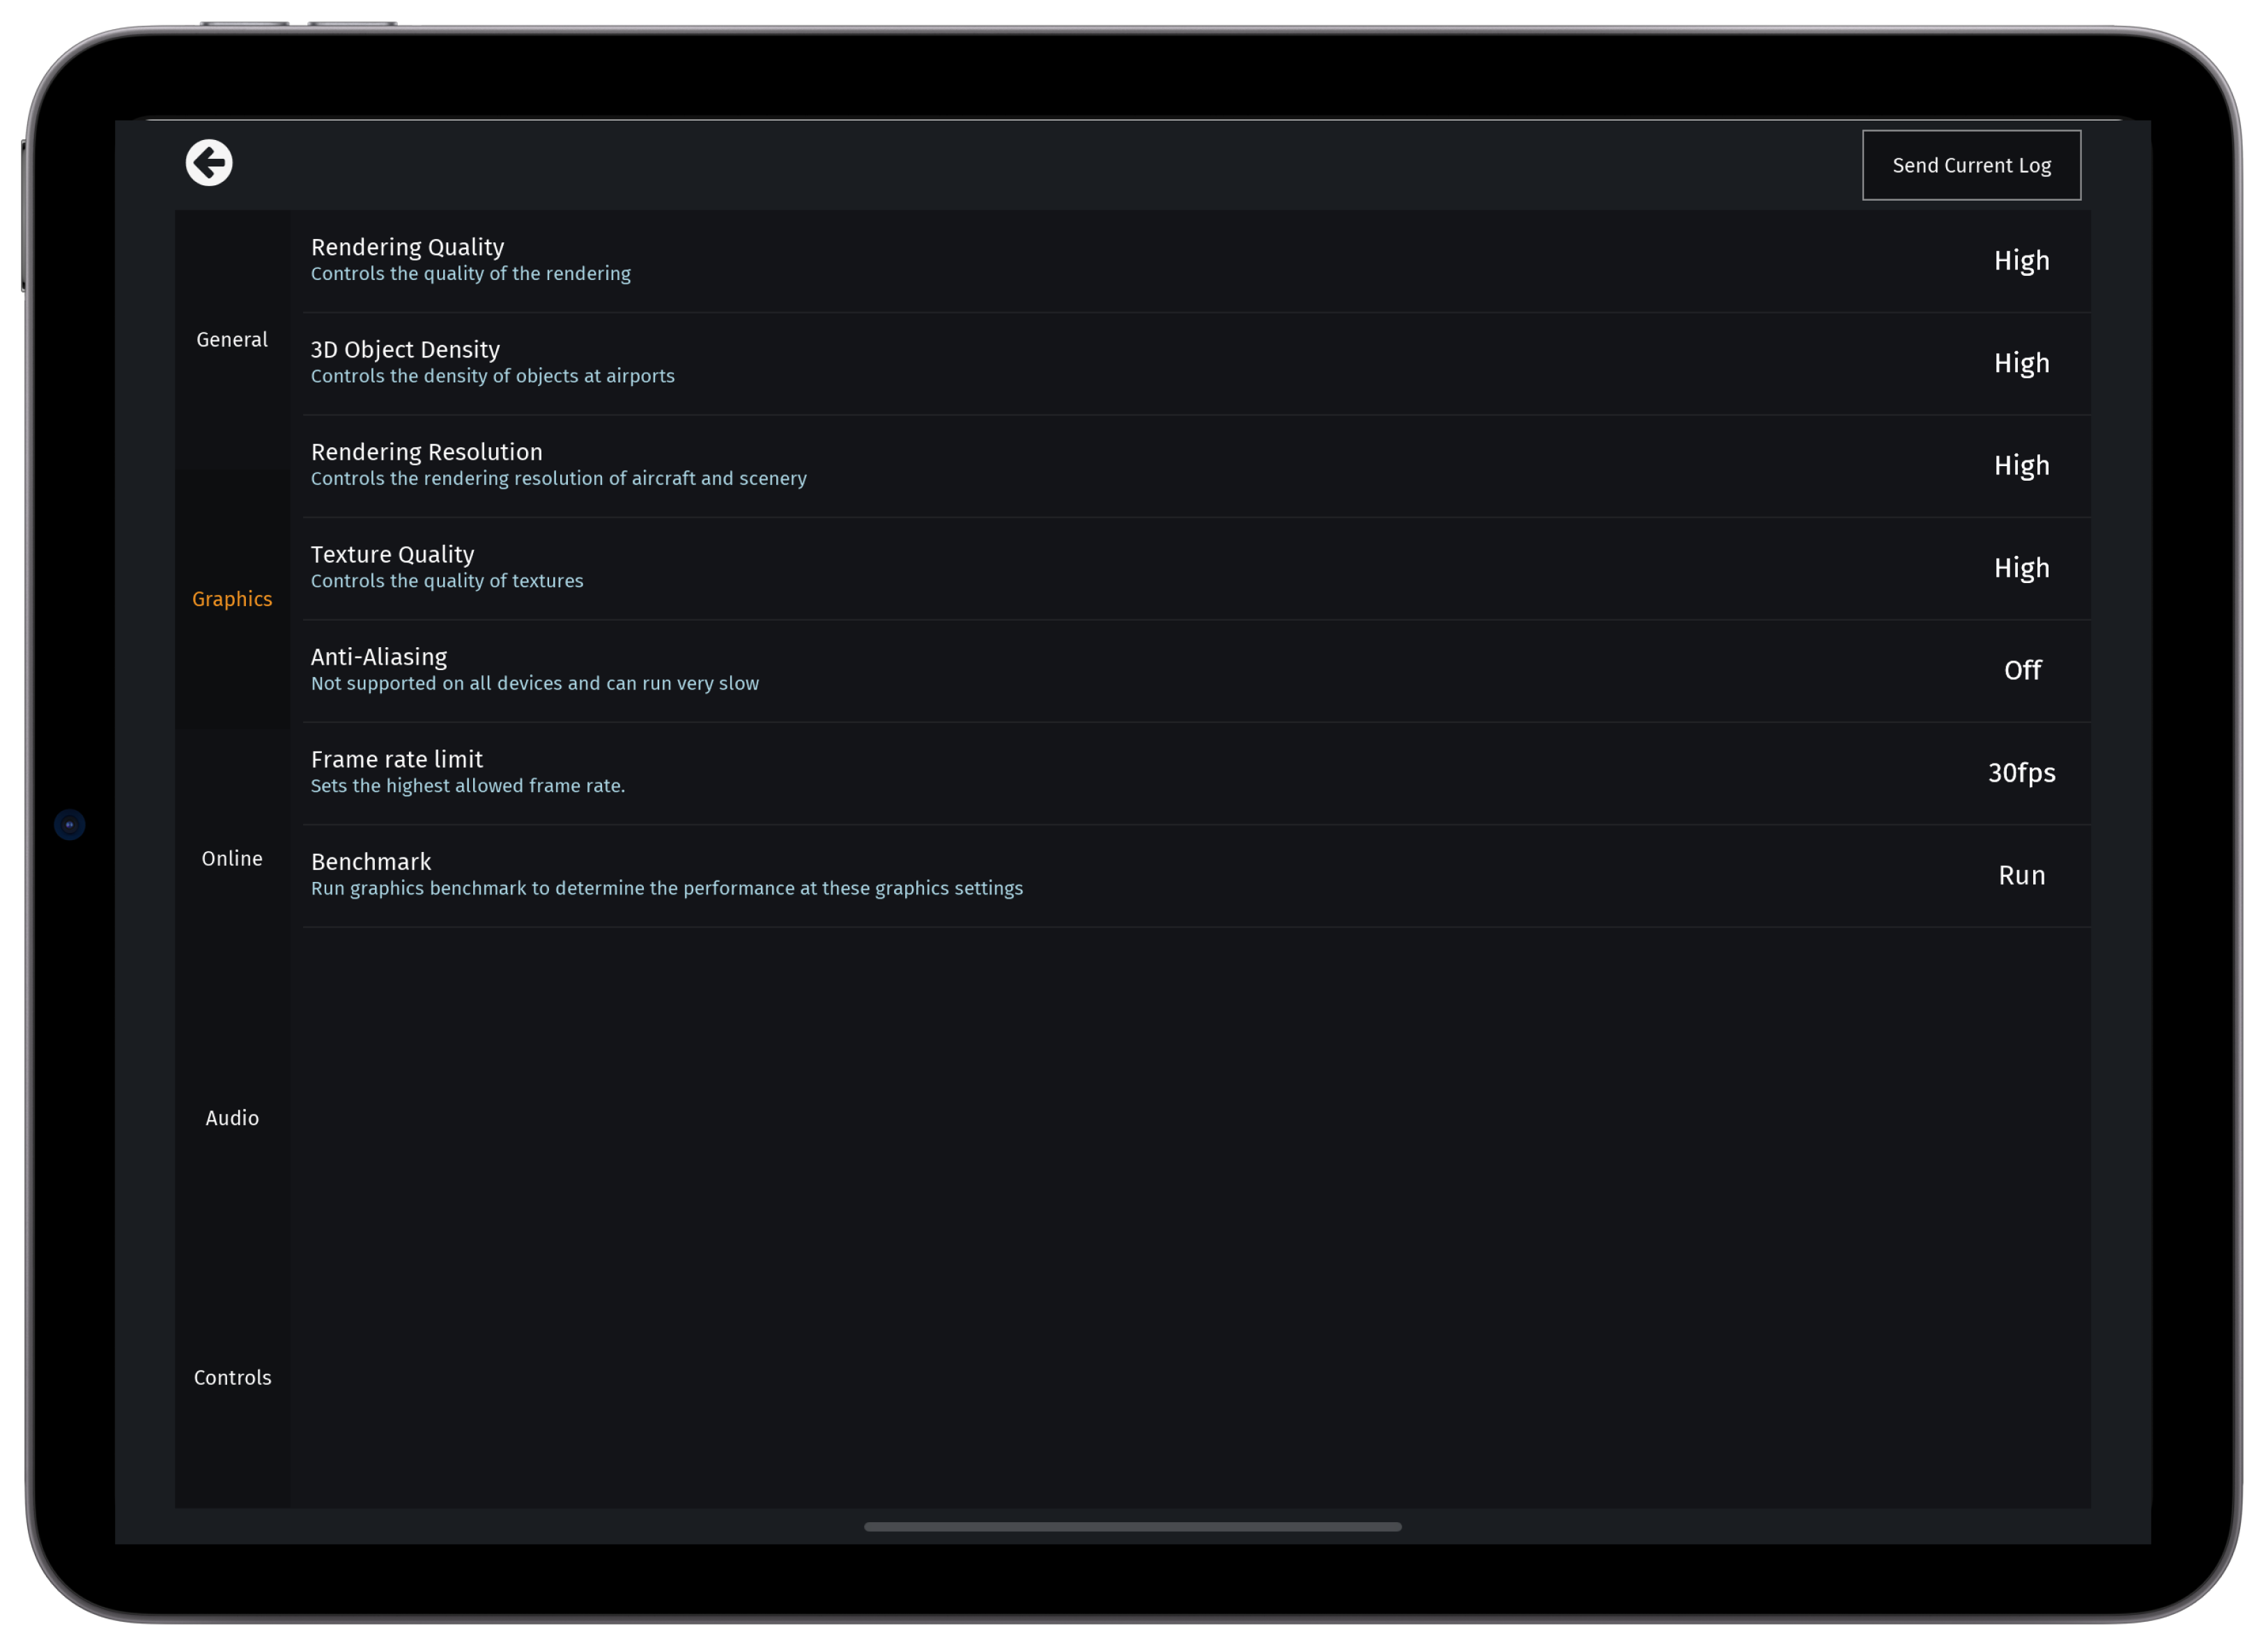 Send Current Log
General
Graphics
Online
Audio
Controls
Rendering Quality
Controls the quality of the rendering
High
3D Object Density
Controls the density of objects at airports
High
Rendering Resolution
Controls the rendering resolution of aircraft and scenery
High
Texture Quality
Controls the quality of textures
High
Anti-Aliasing
Not supported on all devices and can run very slow
Off
Frame rate limit
Sets the highest allowed frame rate.
30fps
Benchmark
Run graphics benchmark to determine the performance at these graphics settings
Run